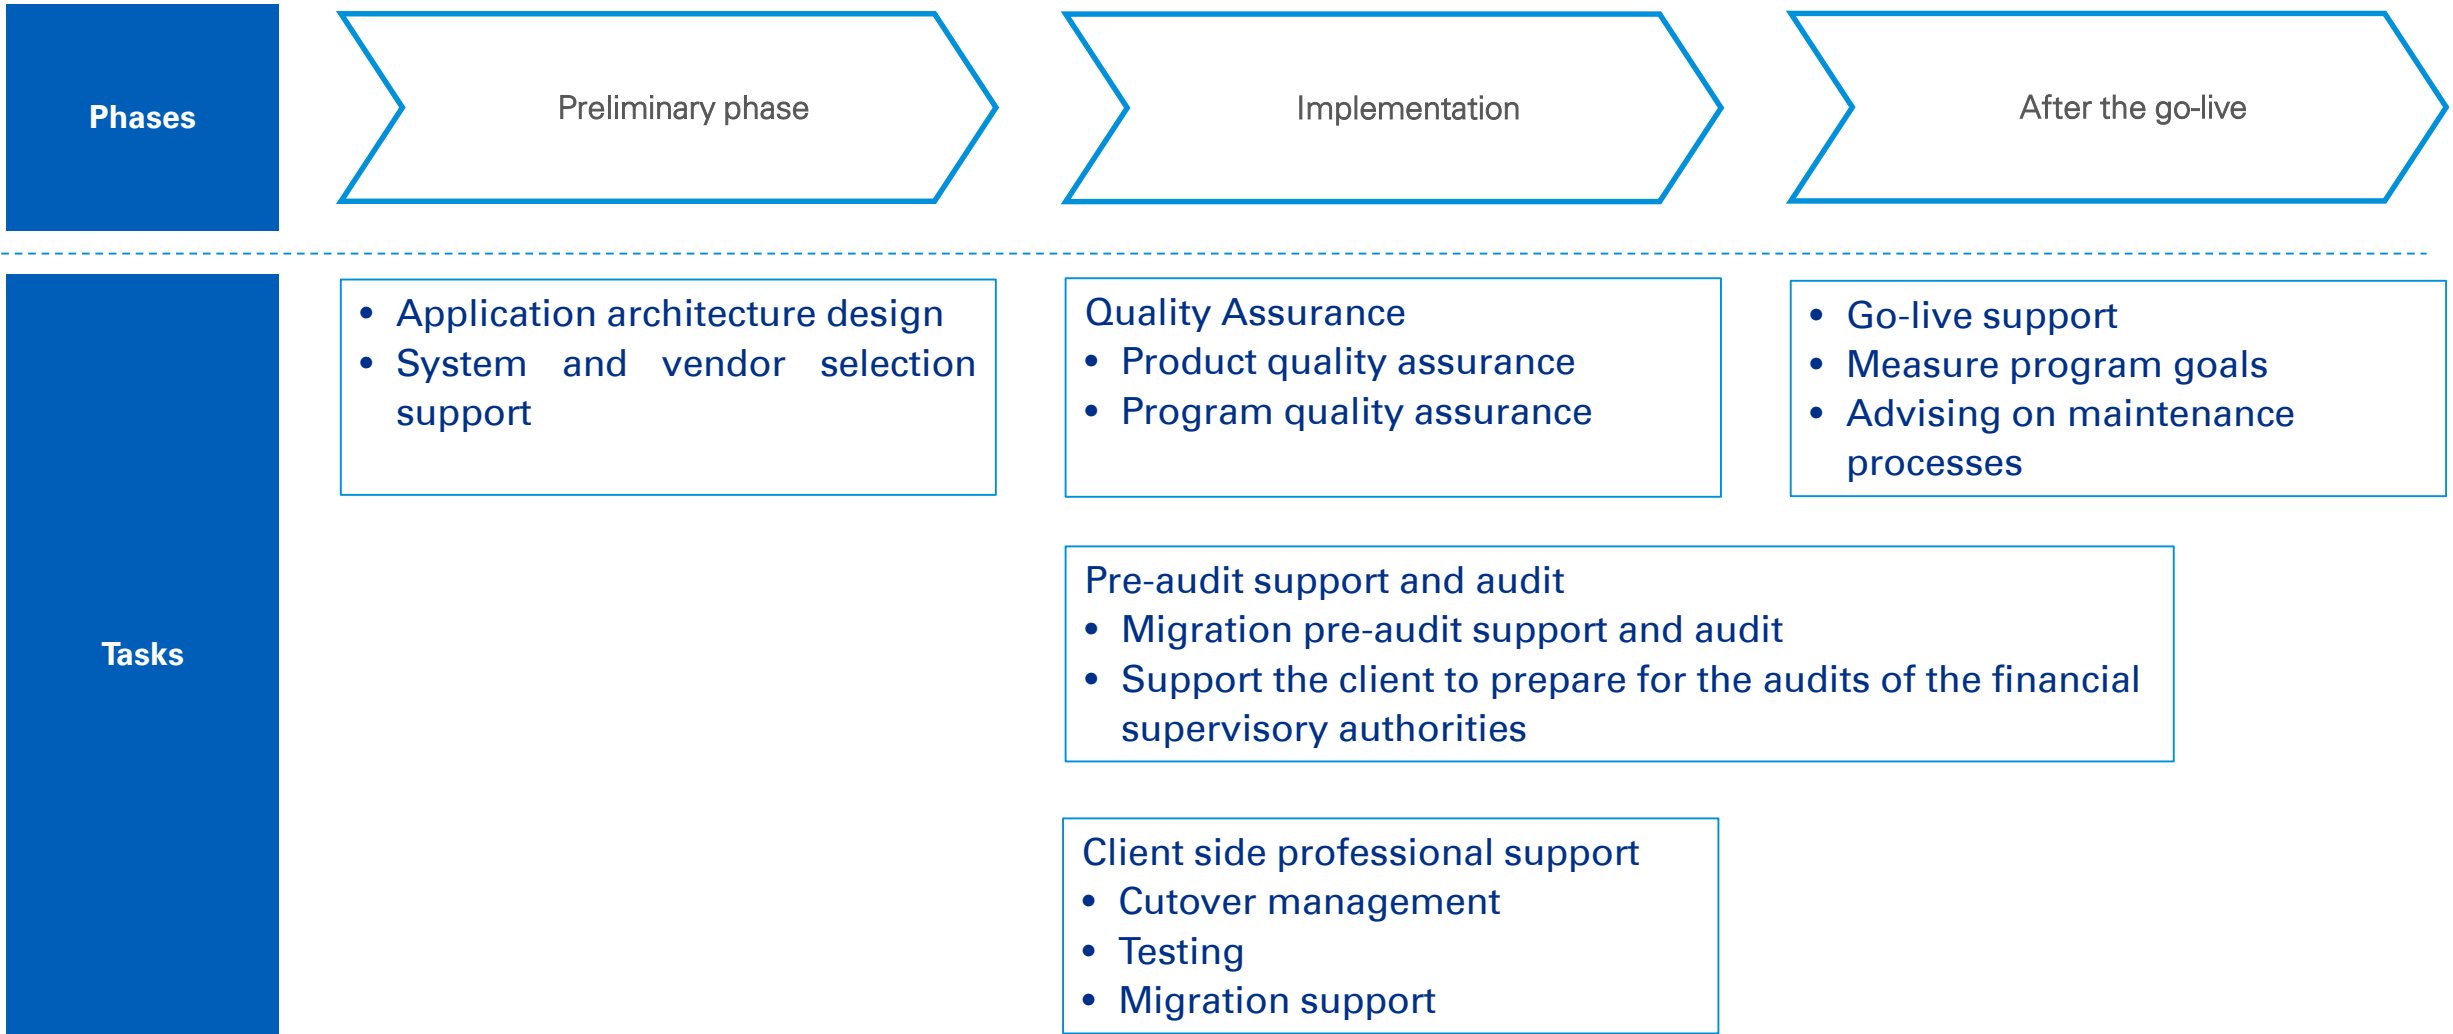 Phases
Preliminary phase
Implementation
After the go-live
Tasks
• Application architecture design
• System and vendor selection
support
Quality Assurance
• Product quality assurance
• Program quality assurance
• Go-live support
• Measure program goals
• Advising on maintenance
processes
Pre-audit support and audit
• Migration pre-audit support and audit
• Support the client to prepare for the audits of the financial
supervisory authorities
Client side professional support
• Cutover management
• Testing
• Migration support